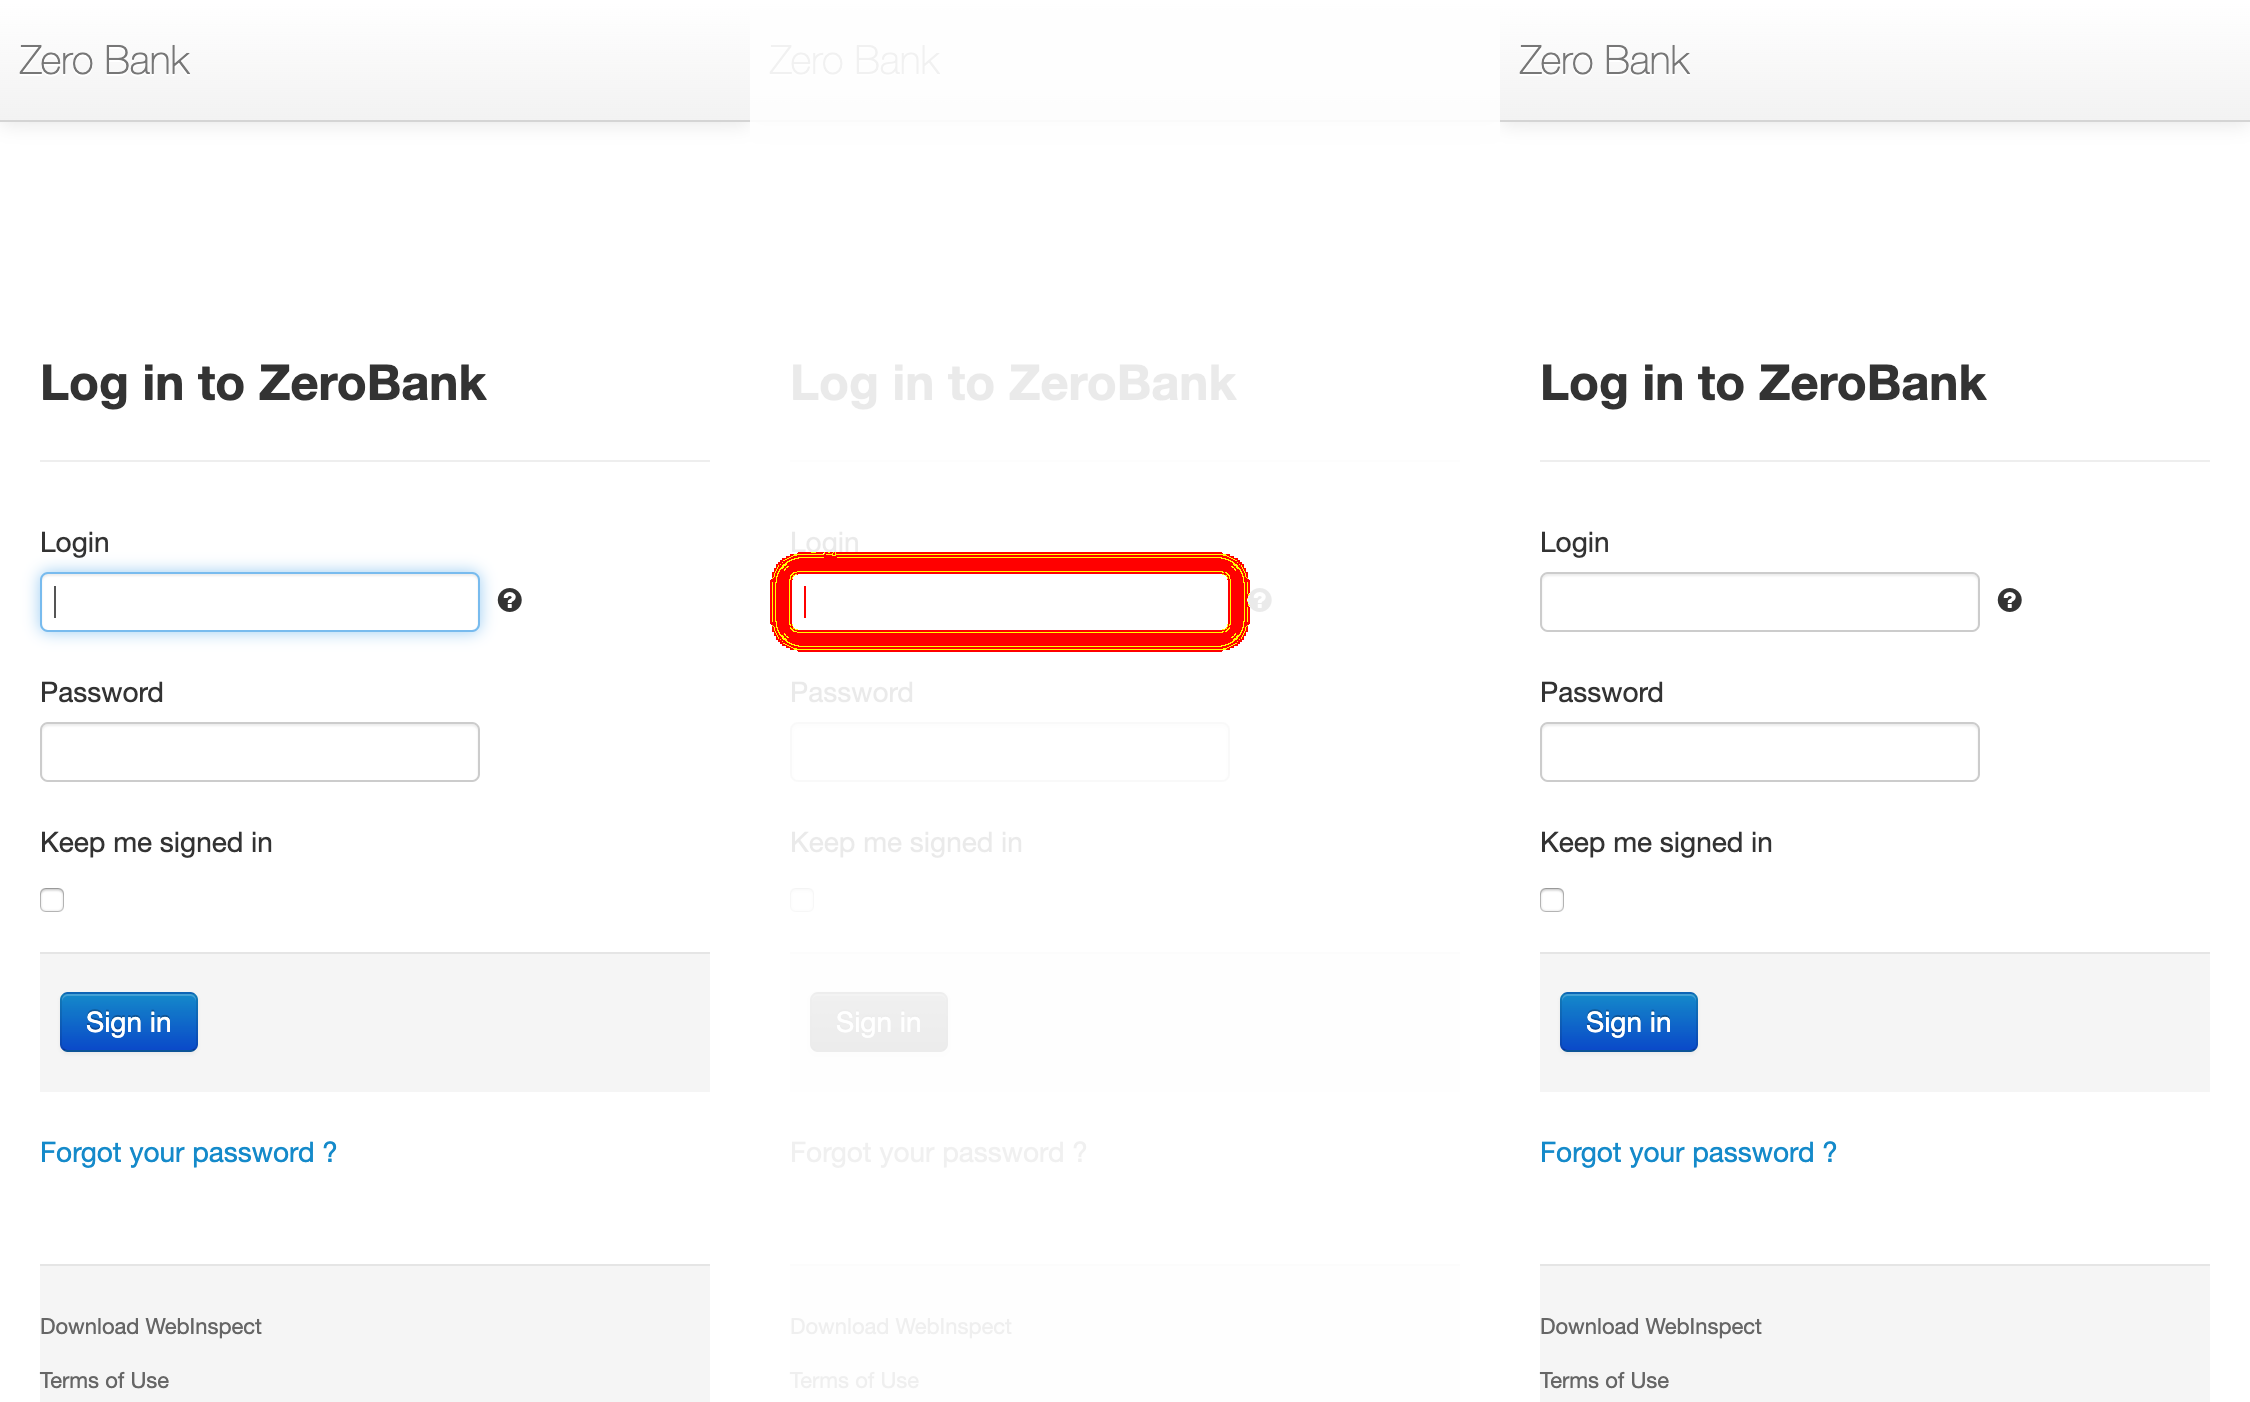 Zero Bank
Log in to ZeroBank
Login
Password
Keep me signed in
Sign in
Forgot your password ?
Download WebInspect
Terms of Use
Zero Bank
Log in to ZeroBank
Login
Password
Keep me signed in
Sign in
Forgot your password ?
Download WebInspect
Terms of Use
Zero Bank
Log in to ZeroBank
Login
Password
Keep me signed in
Sign in
Forgot your password ?
Download WebInspect
Terms of Use